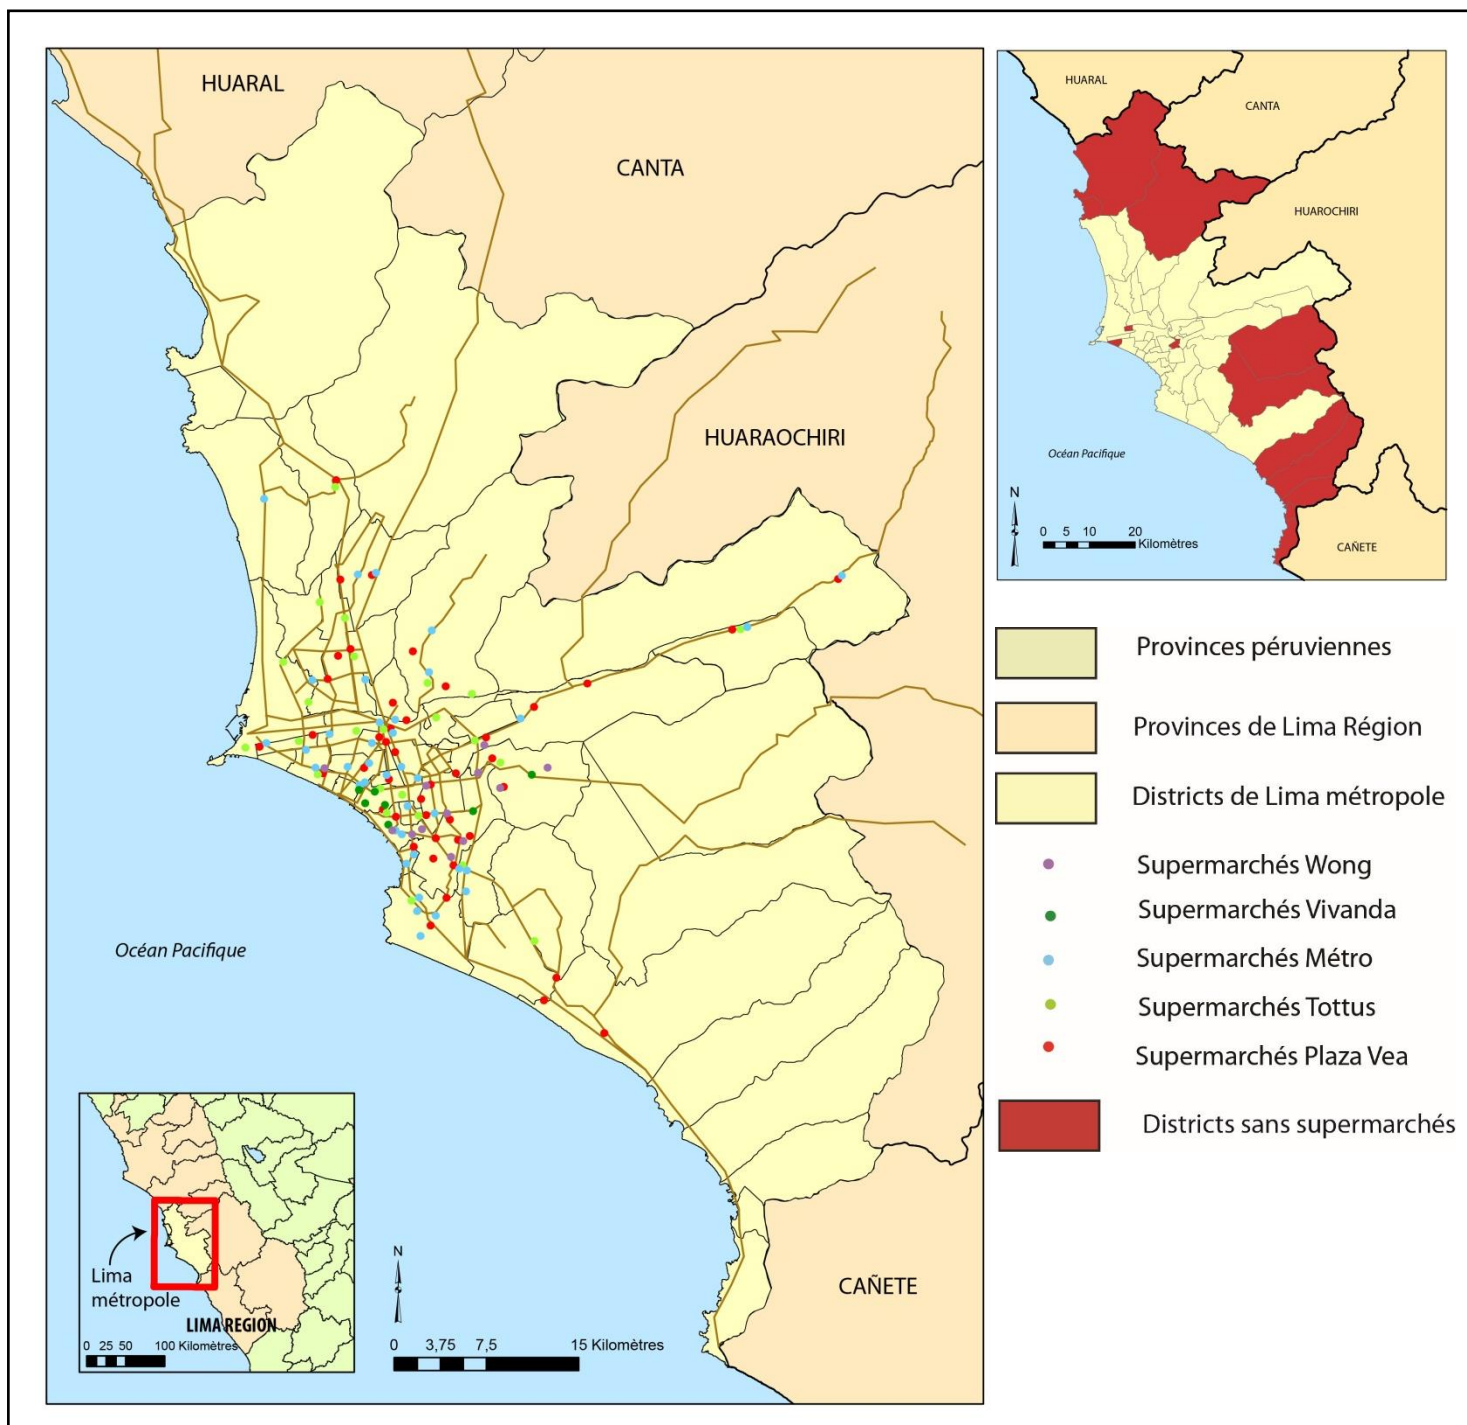 HUARAL
CANTA
HUARAOCHIRI
Océan Pacifique
CAÑETE
Lima
métropole
LIMA REGION
0 25 50 100 Kilomètres
N
0 3,75 7,5 15 Kilomètres
HUARAL
CANTA
HUAROCHIRI
Océan Pacifique
N
0 5 10 20
Kilomètres
CAÑETE
Provinces péruviennes
Provinces de Lima Région
Districts de Lima métropole
Supermarchés Wong
Supermarchés Vivanda
Supermarchés Métro
Supermarchés Tottus
Supermarchés Plaza Vea
Districts sans supermarchés